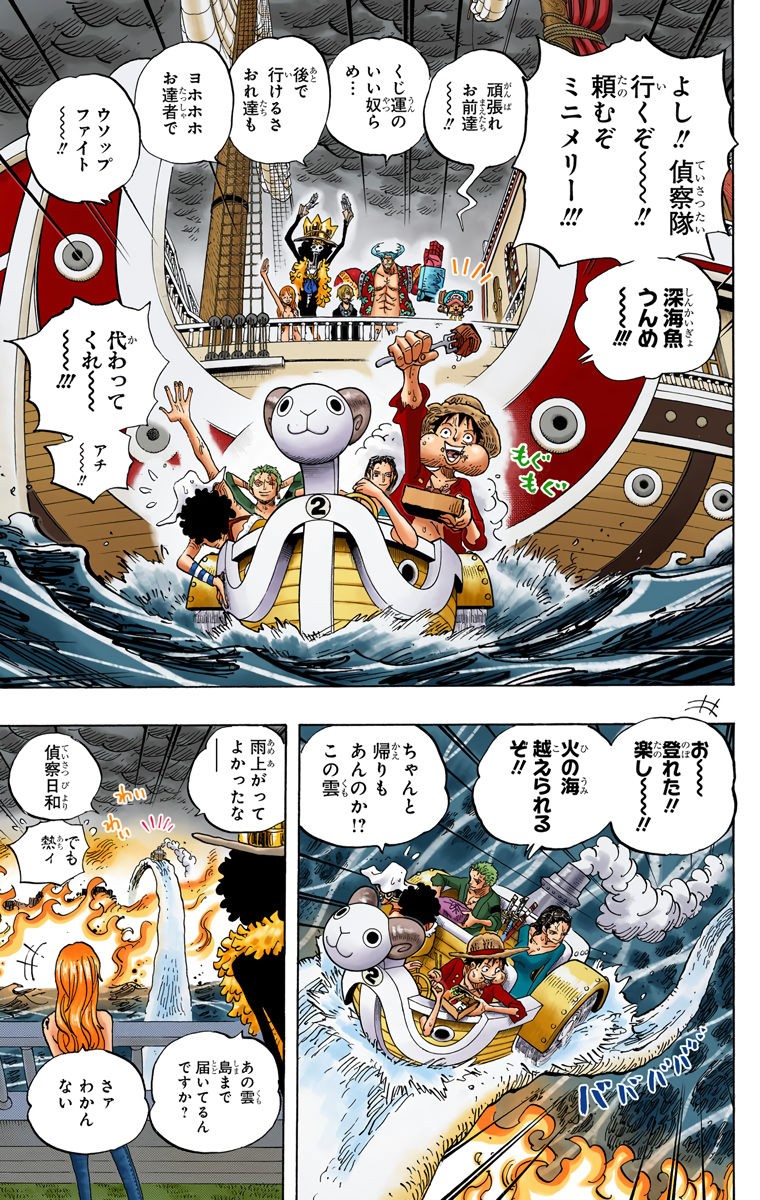 よし!!偵察隊
行くぞ〜〜!!
頼むぞ
ミニメリー!!!
頑張れ
お前達
〜〜!!
くじ運の
いい奴ら
め…
後で
行けるさ
おれ達も
ヨホホホ
お達者で
ウソップ
ファイト
〜〜!!
深海魚
うんめ
〜〜!!!
代わって
くれ〜〜
〜〜!!!
アチ
もぐ
もぐ
2
お〜〜
登れた!!
楽し〜〜!!
火の海
越えられる
ぞ!!
ちゃんと
帰りも
あんのか!?
この雲
2
バババババ
雨上がって
よかったな
──
偵察日和
でも
熱ィ
わい
わい
あの雲
島まで
届いてるん
ですか?
さァ
わかん
ない